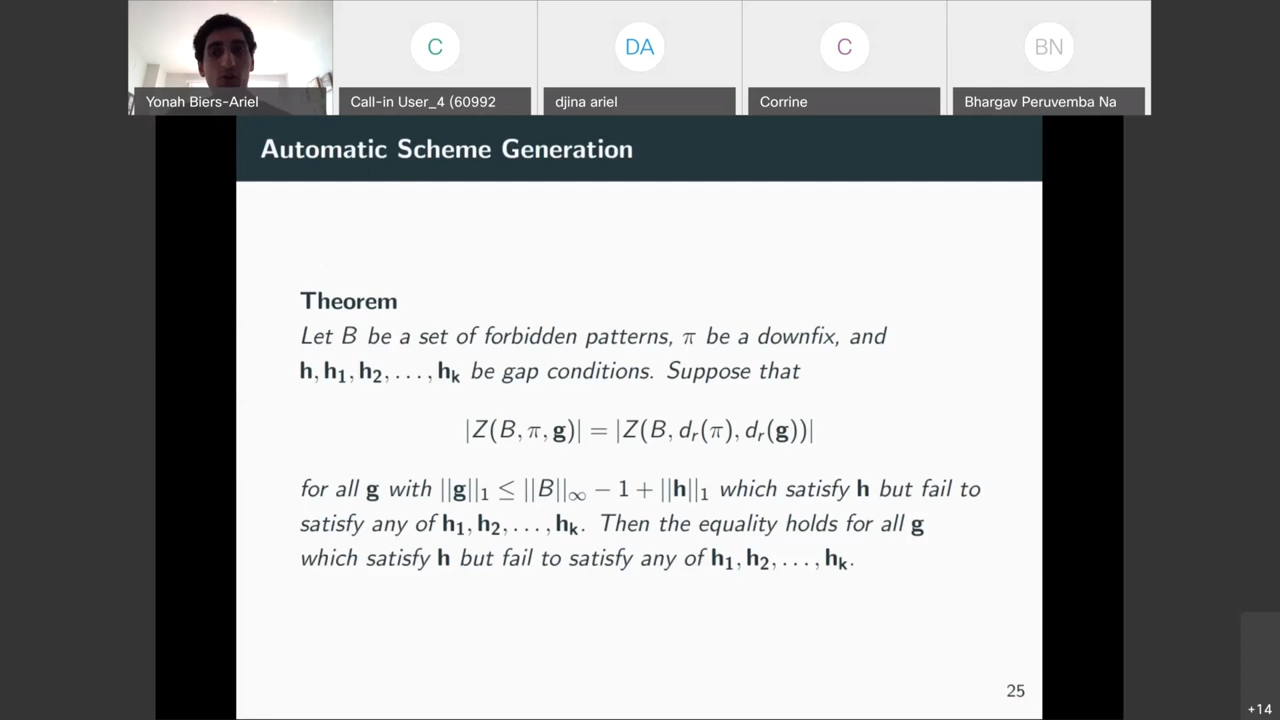 C
DA
C
BN
Yonah Biers-Ariel
Call-in User_4 (60992
djina ariel
Corrine
Bhargav Peruvemba Na
Automatic Scheme Generation
Theorem
Let B be a set of forbidden patterns, π be a downfix, and
h, h₁, h₂, . . . , hₖ be gap conditions. Suppose that
|Z(B, π, g)| = |Z(B, dᵣ(π), dᵣ(g))|
for all g with ||g||₁ ≤ ||B||∞ − 1 + ||h||₁ which satisfy h but fail to
satisfy any of h₁, h₂, . . . , hₖ. Then the equality holds for all g
which satisfy h but fail to satisfy any of h₁, h₂, . . . , hₖ.
25
+14